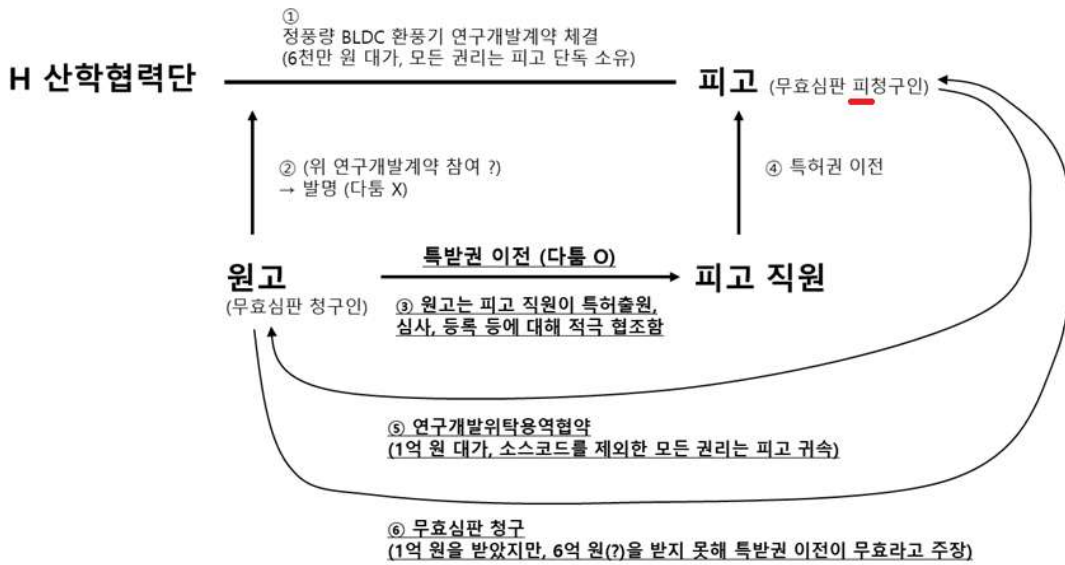 ①
정풍량 BLDC 환풍기 연구개발계약 체결
(6천만 원 대가, 모든 권리는 피고 단독 소유)
H 산학협력단
피고 (무효심판 피청구인)
② (위 연구개발계약 참여 ?)
→ 발명 (다툼 X)
④ 특허권 이전
특받권 이전 (다툴 O)
원고
(무효심판 청구인)
피고 직원
③ 원고는 피고 직원이 특허출원,
심사, 등록 등에 대해 적극 협조함
⑤ 연구개발위탁용역협약
(1억 원 대가, 소스코드를 제외한 모든 권리는 피고 귀속)
⑥ 무효심판 청구
(1억 원을 받았지만, 6억 원(?)을 받지 못해 특받권 이전이 무효라고 주장)